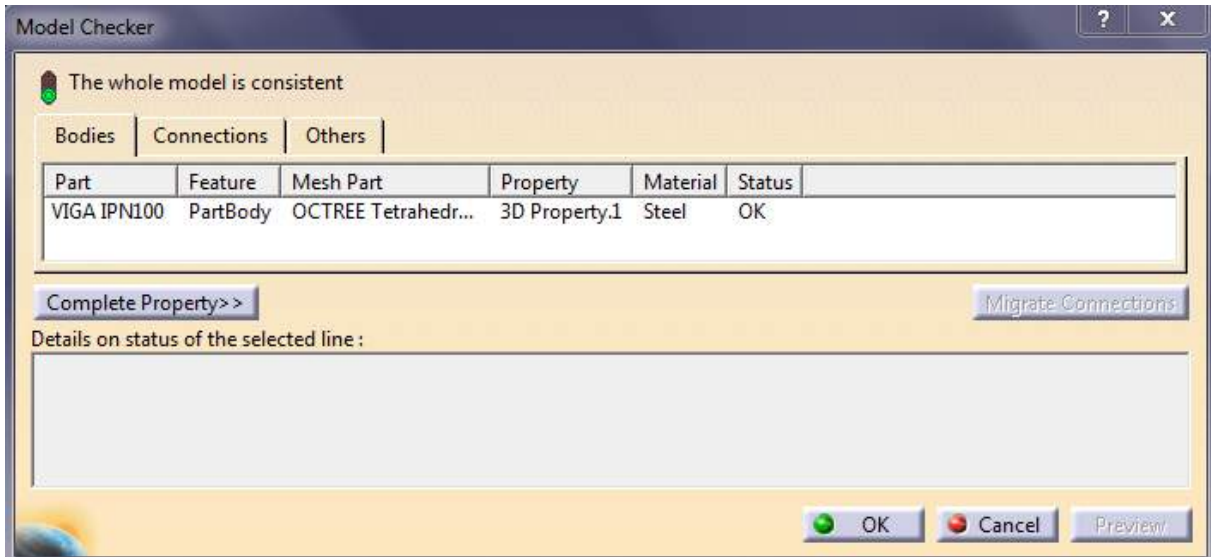 Model Checker
? X
The whole model is consistent
Bodies Connections Others
Part Feature Mesh Part Property Material Status
VIGA IPN100 PartBody OCTREE Tetrahedr... 3D Property.1 Steel OK
Complete Property>> Migrate Connections
Details on status of the selected line :
OK Cancel Preview